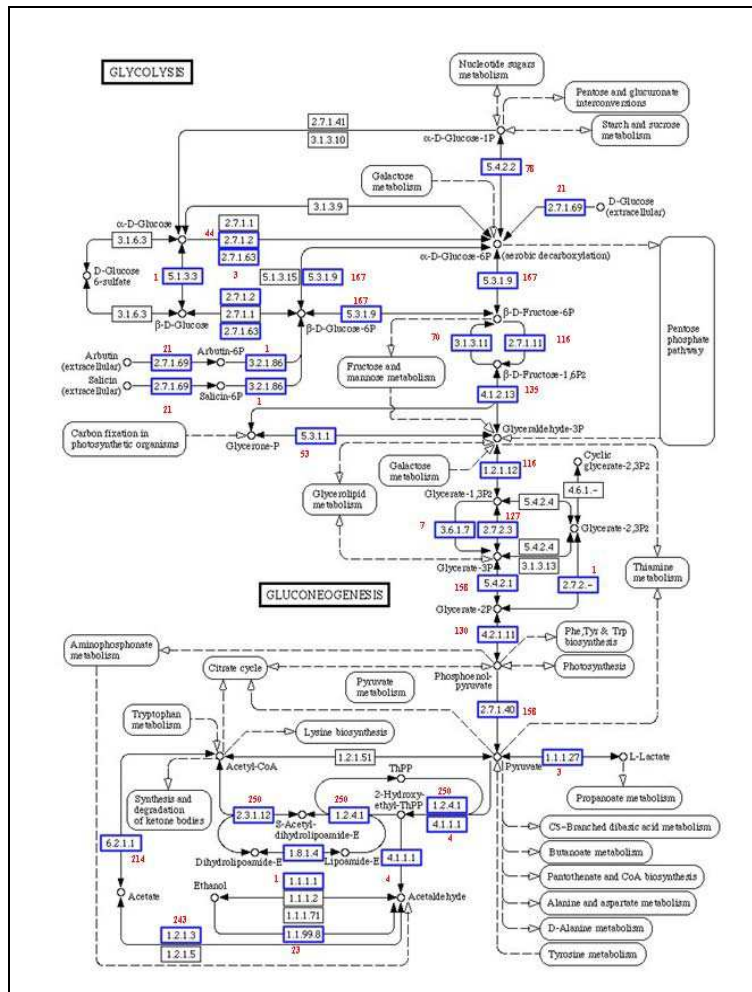 GLYCOLYSIS
Nucleotide sugars
metabolism
Pentose and glucuronate
interconversions
Starch and sucrose
metabolism
2.7.1.41
3.1.3.10
α-D-Glucose-1P
5.4.2.2
78
Galactose
metabolism
21
2.7.1.69
D-Glucose
(extracellular)
3.1.3.9
α-D-Glucose
3.1.6.3
44
2.7.1.1
2.7.1.2
2.7.1.63
α-D-Glucose-6P
(aerobic decarboxylation)
D-Glucose
6-sulfate
1
5.1.3.3
3
5.1.3.15
5.3.1.9
167
5.3.1.9
167
2.7.1.2
2.7.1.1
2.7.1.63
3.1.6.3
β-D-Glucose
β-D-Glucose-6P
167
5.3.1.9
β-D-Fructose-6P
Pentose
phosphate
pathway
70
3.1.3.11
2.7.1.11
116
21
Arbutin
(extracellular)
2.7.1.69
Arbutin-6P
1
3.2.1.86
Salicin
(extracellular)
2.7.1.69
Salicin-6P
3.2.1.86
Fructose and
mannose metabolism
β-D-Fructose-1,6P2
4.1.2.13
139
21
1
Carbon fixation in
photosynthetic organisms
Glycerone-P
5.3.1.1
53
Glyceraldehyde-3P
Galactose
metabolism
1.2.1.12
116
Cyclic
glycerate-2,3P2
Glycerolipid
metabolism
Glycerate-1,3P2
5.4.2.4
4.6.1.-
7
3.6.1.7
127
2.7.2.3
Glycerate-2,3P2
5.4.2.4
3.1.3.13
Glycerate-3P
158
5.4.2.1
1
2.7.2.-
Thiamine
metabolism
GLUCONEOGENESIS
Glycerate-2P
130
4.2.1.11
Phe,Tyr & Trp
biosynthesis
Photosynthesis
Aminophosphonate
metabolism
Citrate cycle
Pyruvate
metabolism
Phosphoenol-
pyruvate
2.7.1.40
158
Tryptophan
metabolism
Lysine biosynthesis
Acetyl-CoA
1.2.1.51
Pyruvate
1.1.1.27
3
L-Lactate
Propanoate metabolism
ThPP
Synthesis and
degradation
of ketone bodies
250
2.3.1.12
250
1.2.4.1
2-Hydroxy-
ethyl-ThPP
250
1.2.4.1
4.1.1.1
4
S-Acetyl-
dihydrolipoamide-E
C5-Branched dibasic acid metabolism
Butanoate metabolism
Pantothenate and CoA biosynthesis
Alanine and aspartate metabolism
D-Alanine metabolism
Tyrosine metabolism
6.2.1.1
214
Dihydrolipoamide-E
1.8.1.4
Lipoamide-E
4.1.1.1
4
Acetate
Ethanol
1
1.1.1.1
1.1.1.2
1.1.1.71
Acetaldehyde
243
1.2.1.3
1.2.1.5
1.1.99.8
23